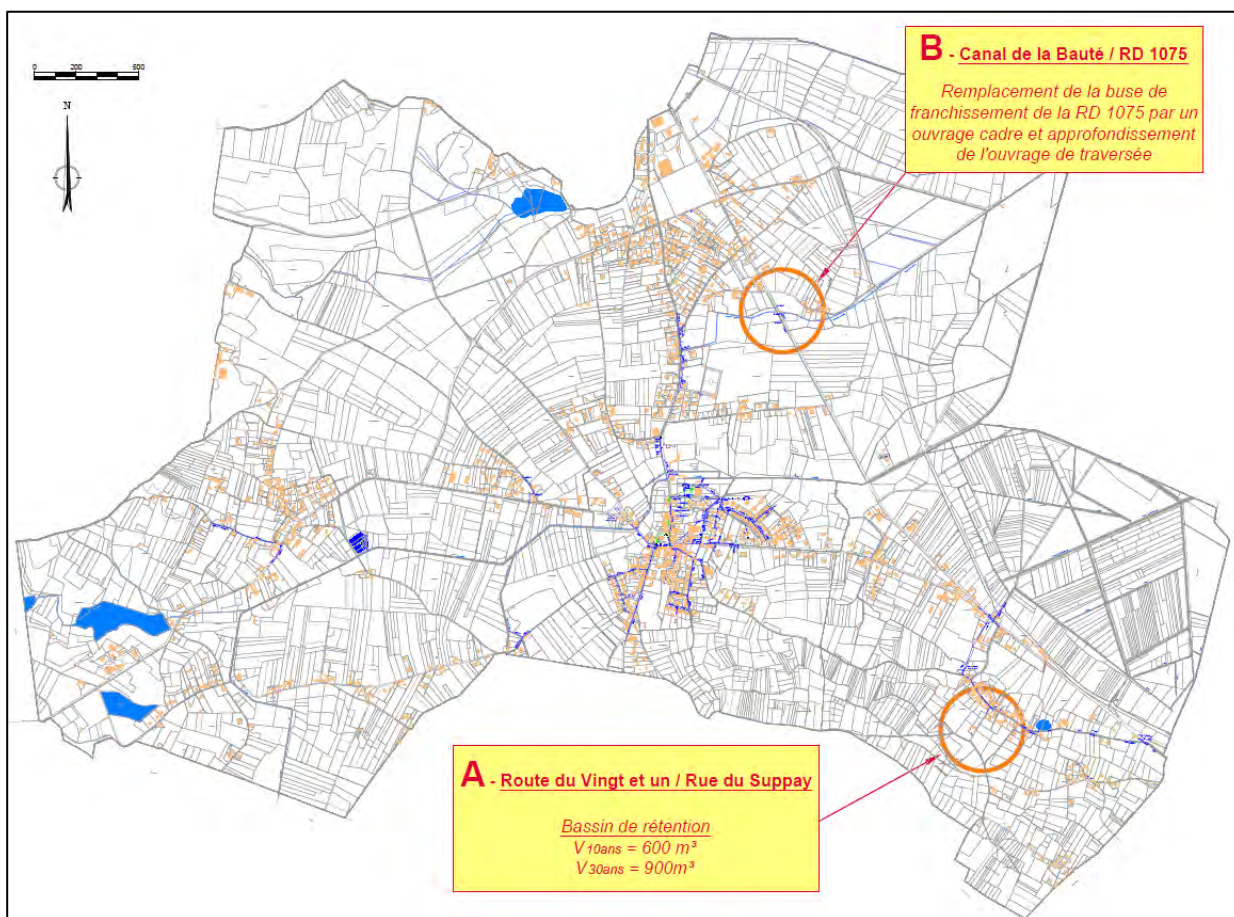 0 200 600
N
B - Canal de la Bauté / RD 1075
Remplacement de la buse de
franchissement de la RD 1075 par un
ouvrage cadre et approfondissement
de l'ouvrage de traversée
A - Route du Vingt et un / Rue du Suppay
Bassin de rétention
V10ans = 600 m³
V30ans = 900m³